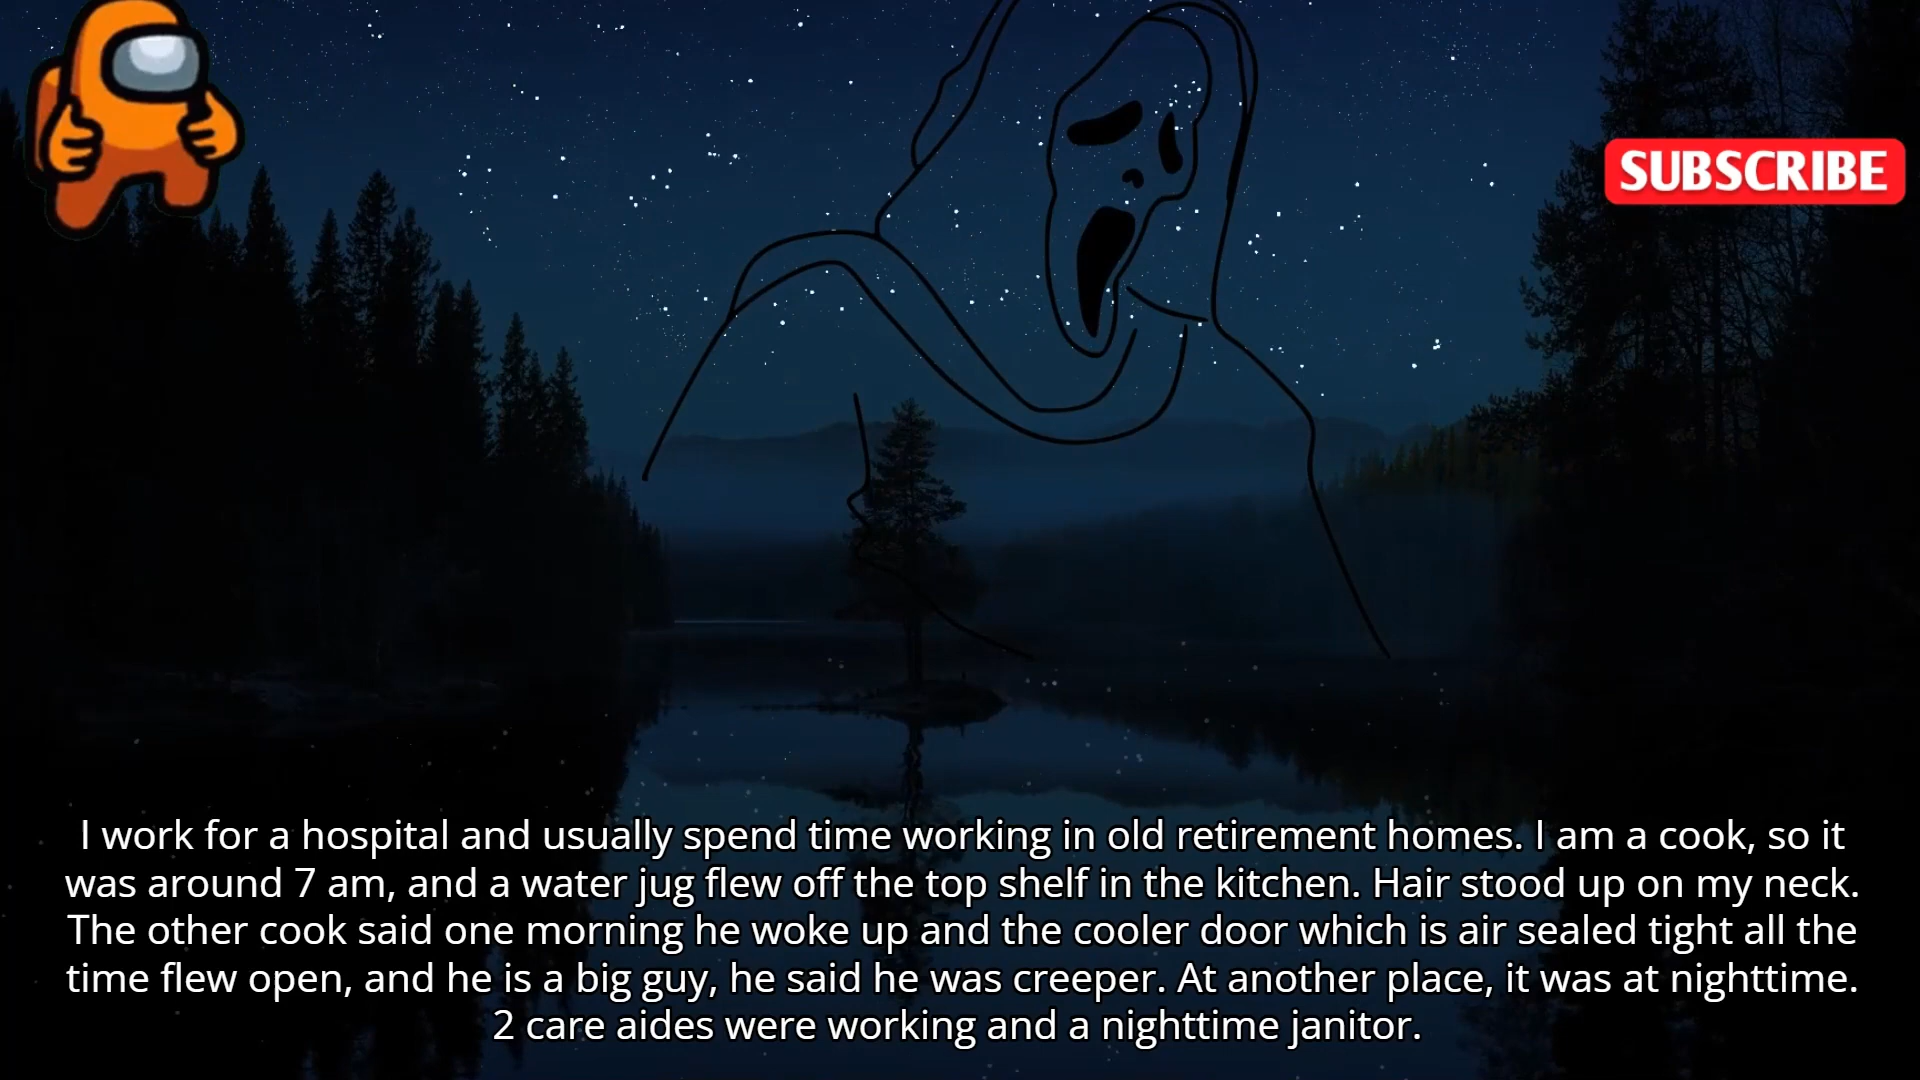 SUBSCRIBE
I work for a hospital and usually spend time working in old retirement homes. I am a cook, so it
was around 7 am, and a water jug flew off the top shelf in the kitchen. Hair stood up on my neck.
The other cook said one morning he woke up and the cooler door which is air sealed tight all the
time flew open, and he is a big guy, he said he was creeper. At another place, it was at nighttime.
2 care aides were working and a nighttime janitor.